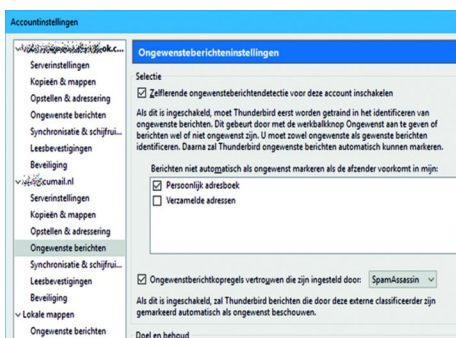 Accountinstellingen
ok.c...
Serverinstellingen
Kopieën & mappen
Opstellen & adressering
Ongewenste berichten
Synchronisatie & schijfrui...
Leesbevestigingen
Beveiliging
cumail.nl
Serverinstellingen
Kopieën & mappen
Opstellen & adressering
Ongewenste berichten
Synchronisatie & schijfrui...
Leesbevestigingen
Beveiliging
Lokale mappen
Ongewenste berichten
Ongewensteberichteninstellingen
Selectie
Zelflerende ongewensteberichtendetectie voor deze account inschakelen
Als dit is ingeschakeld, moet Thunderbird eerst worden getraind in het identificeren van
ongewenste berichten. Dit gebeurt door met de werkbalkknop Ongewenst aan te geven of
berichten wel of niet ongewenst zijn. U moet zowel ongewenste als gewenste berichten
identificeren. Daarna zal Thunderbird ongewenste berichten automatisch kunnen markeren.
Berichten niet automatisch als ongewenst markeren als de afzender voorkomt in mijn:
Persoonlijk adresboek
Verzamelde adressen
Ongewenstberichtkopregels vertrouwen die zijn ingesteld door: SpamAssassin
Als dit is ingeschakeld, zal Thunderbird berichten die door deze externe classificeerder zijn
gemarkeerd automatisch als ongewenst beschouwen.
Doel en behoud